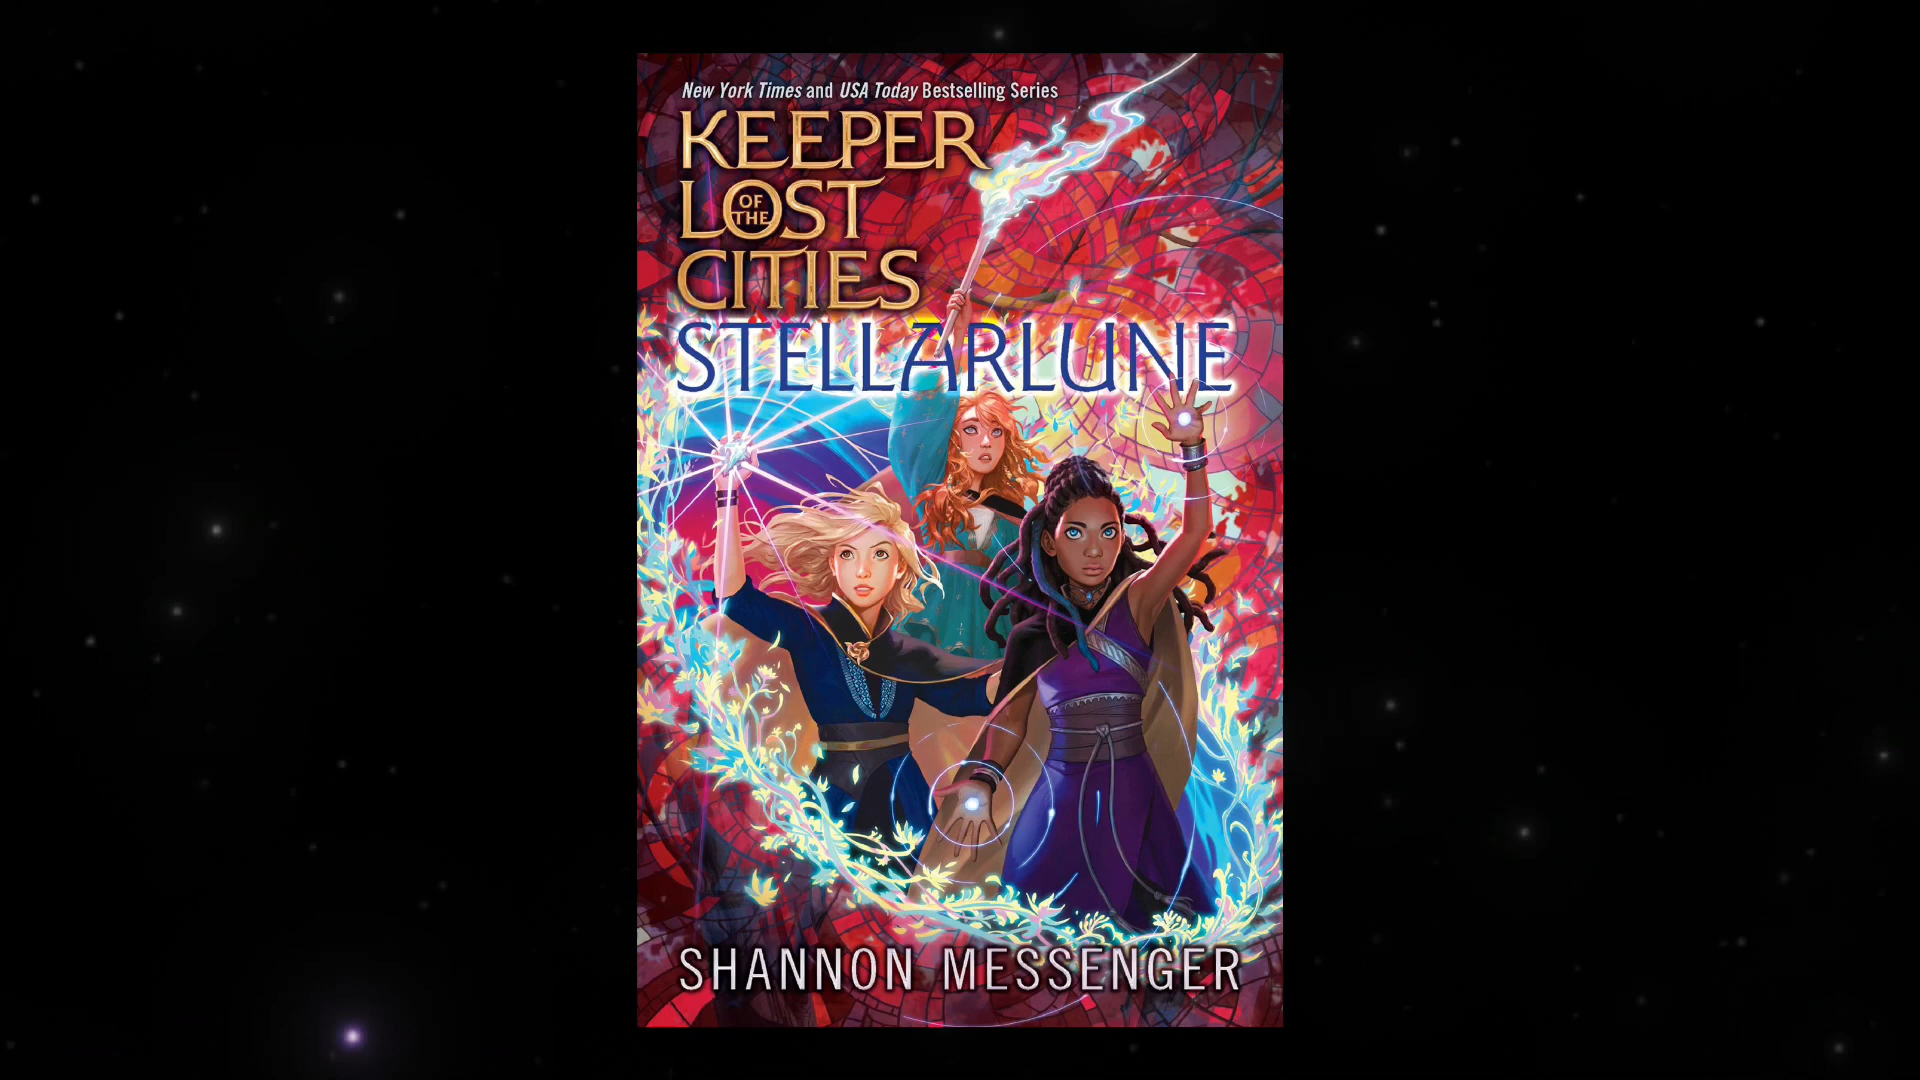 New York Times and USA Today Bestselling Series
KEEPER
OF THE
LOST
CITIES
STELLARLUNE
SHANNON MESSENGER